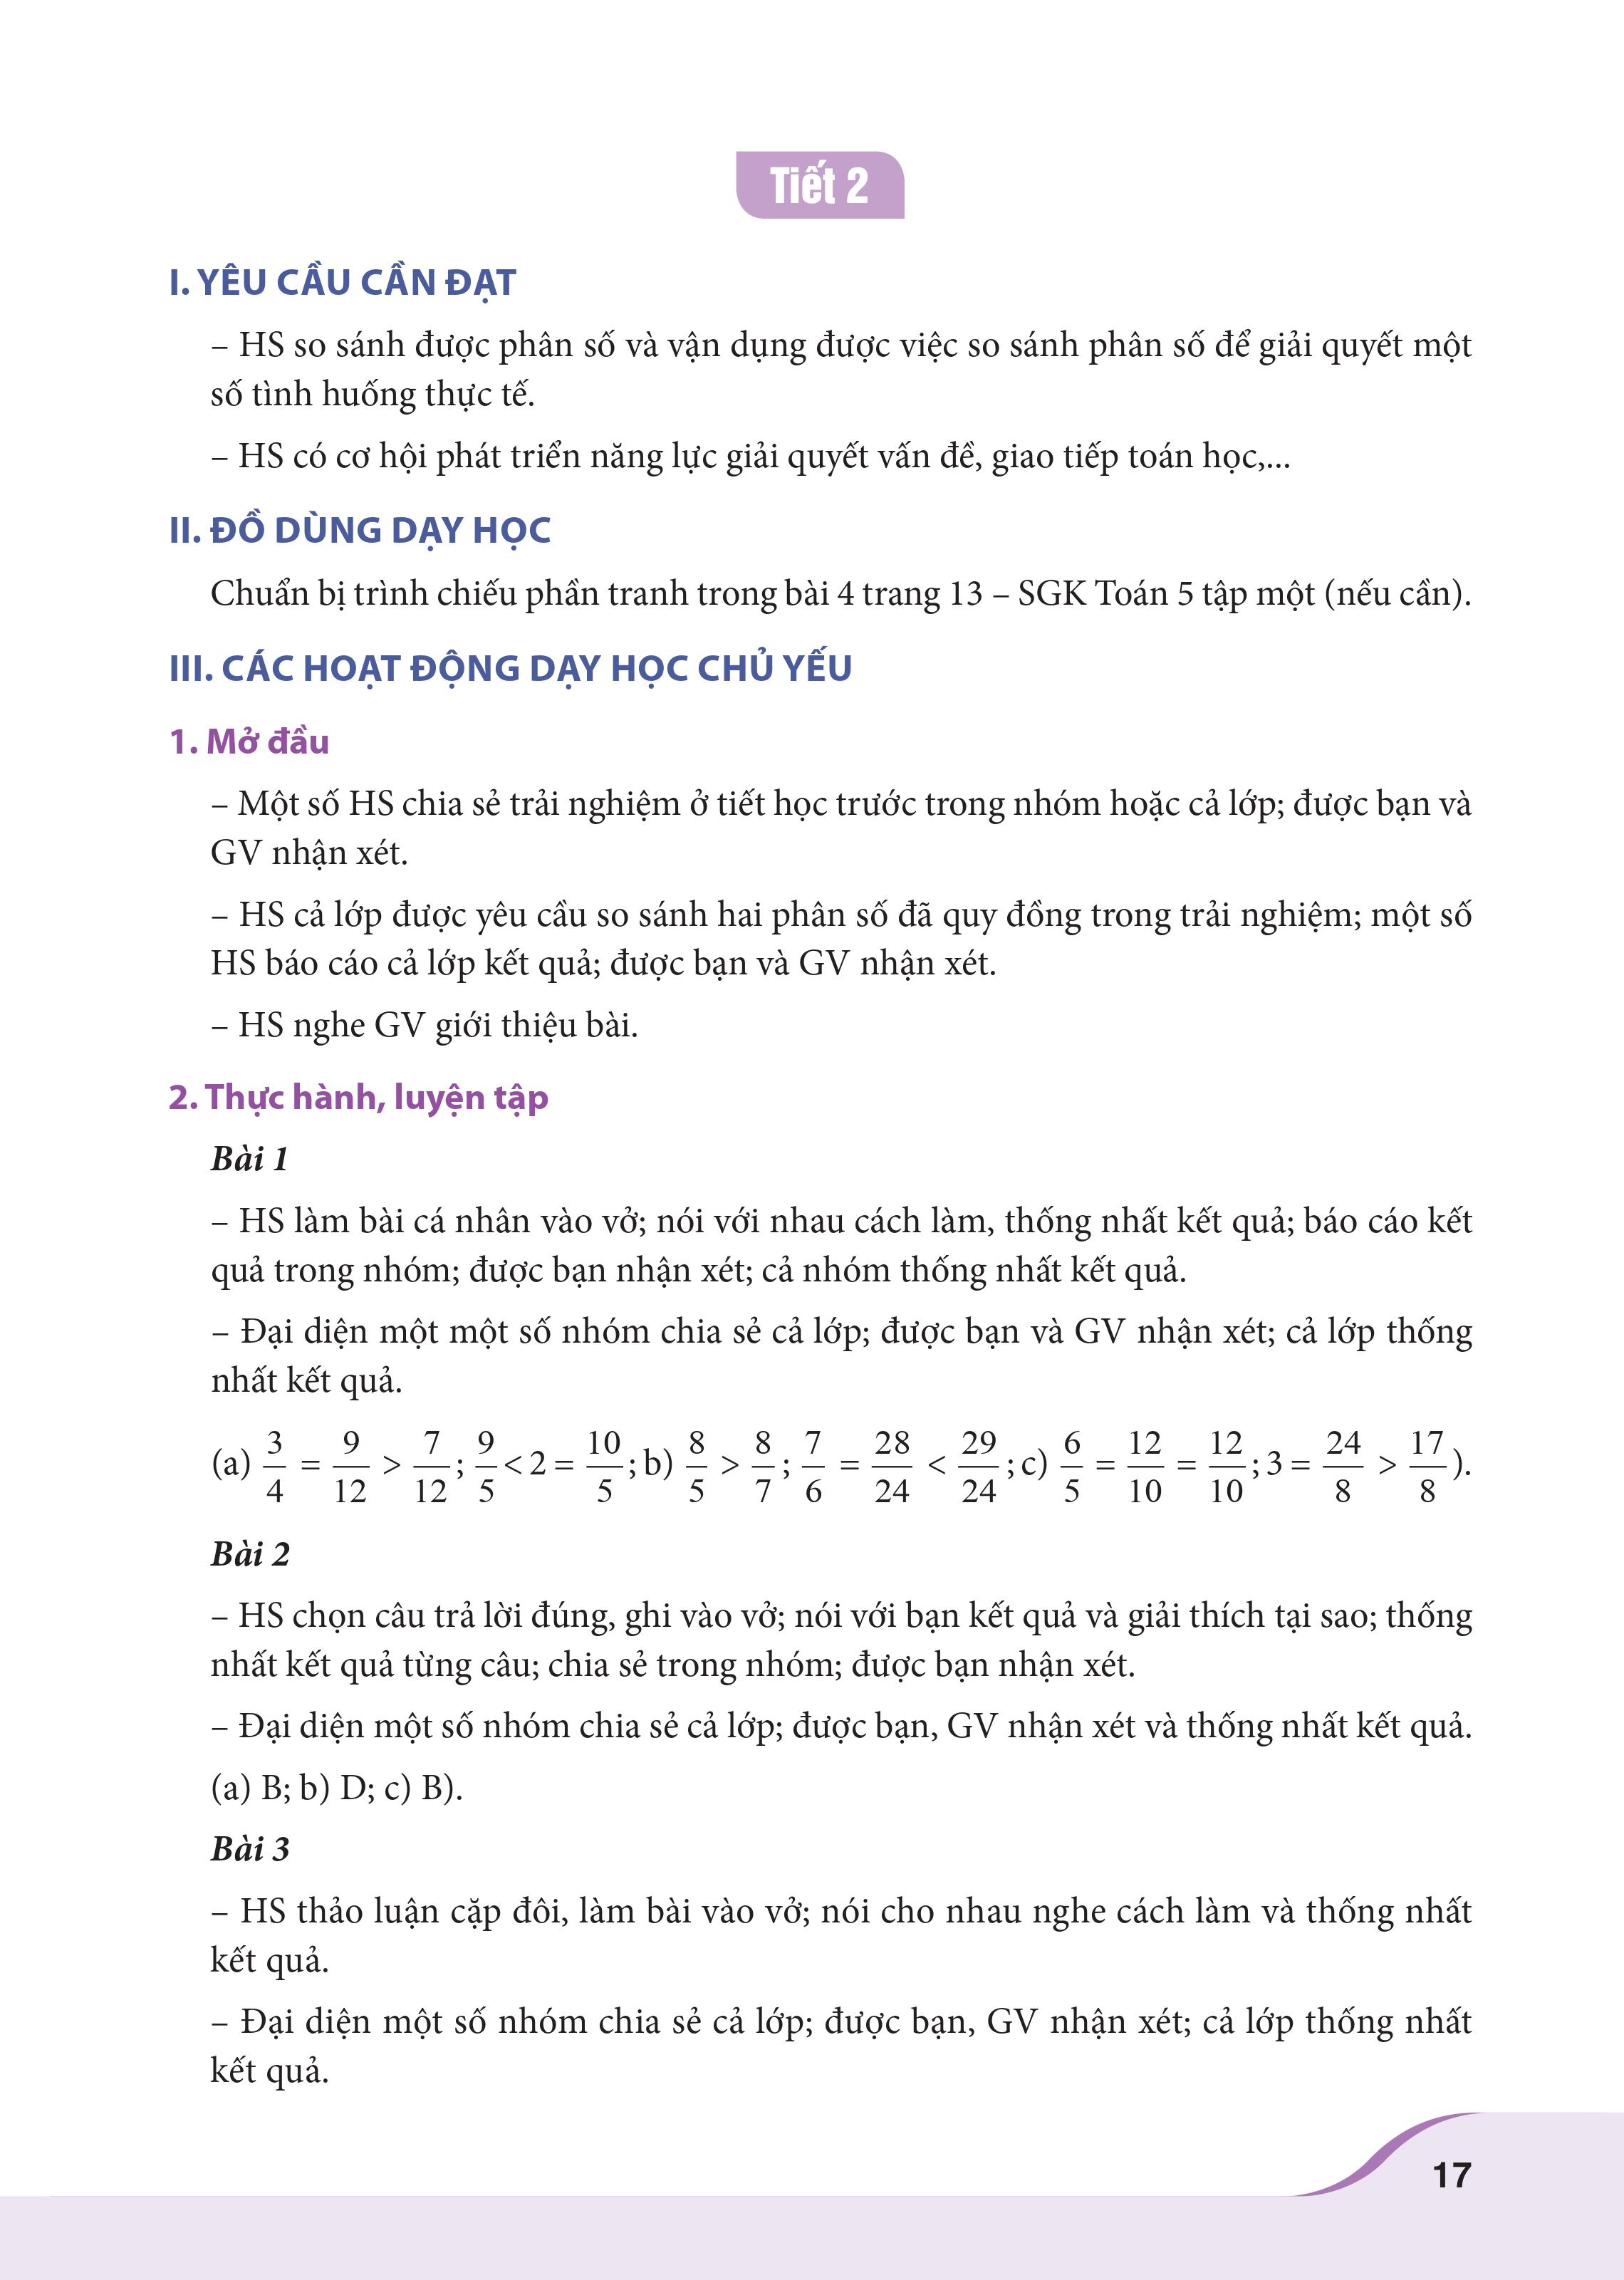 Tiết 2
I. YÊU CẦU CẦN ĐẠT
– HS so sánh được phân số và vận dụng được việc so sánh phân số để giải quyết một
số tình huống thực tế.
– HS có cơ hội phát triển năng lực giải quyết vấn đề, giao tiếp toán học,...
II. ĐỒ DÙNG DẠY HỌC
Chuẩn bị trình chiếu phần tranh trong bài 4 trang 13 – SGK Toán 5 tập một (nếu cần).
III. CÁC HOẠT ĐỘNG DẠY HỌC CHỦ YẾU
1. Mở đầu
– Một số HS chia sẻ trải nghiệm ở tiết học trước trong nhóm hoặc cả lớp; được bạn và
GV nhận xét.
– HS cả lớp được yêu cầu so sánh hai phân số đã quy đồng trong trải nghiệm; một số
HS báo cáo cả lớp kết quả; được bạn và GV nhận xét.
– HS nghe GV giới thiệu bài.
2. Thực hành, luyện tập
Bài 1
– HS làm bài cá nhân vào vở; nói với nhau cách làm, thống nhất kết quả; báo cáo kết
quả trong nhóm; được bạn nhận xét; cả nhóm thống nhất kết quả.
– Đại diện một một số nhóm chia sẻ cả lớp; được bạn và GV nhận xét; cả lớp thống
nhất kết quả.
(a) 3/4 = 9/12 > 7/12; 9/5 < 2 = 10/5; b) 8/5 > 8/7; 7/6 = 28/24 < 29/24; c) 6/5 = 12/10 = 12/10; 3 = 24/8 > 17/8).
Bài 2
– HS chọn câu trả lời đúng, ghi vào vở; nói với bạn kết quả và giải thích tại sao; thống
nhất kết quả từng câu; chia sẻ trong nhóm; được bạn nhận xét.
– Đại diện một số nhóm chia sẻ cả lớp; được bạn, GV nhận xét và thống nhất kết quả.
(a) B; b) D; c) B).
Bài 3
– HS thảo luận cặp đôi, làm bài vào vở; nói cho nhau nghe cách làm và thống nhất
kết quả.
– Đại diện một số nhóm chia sẻ cả lớp; được bạn, GV nhận xét; cả lớp thống nhất
kết quả.
17